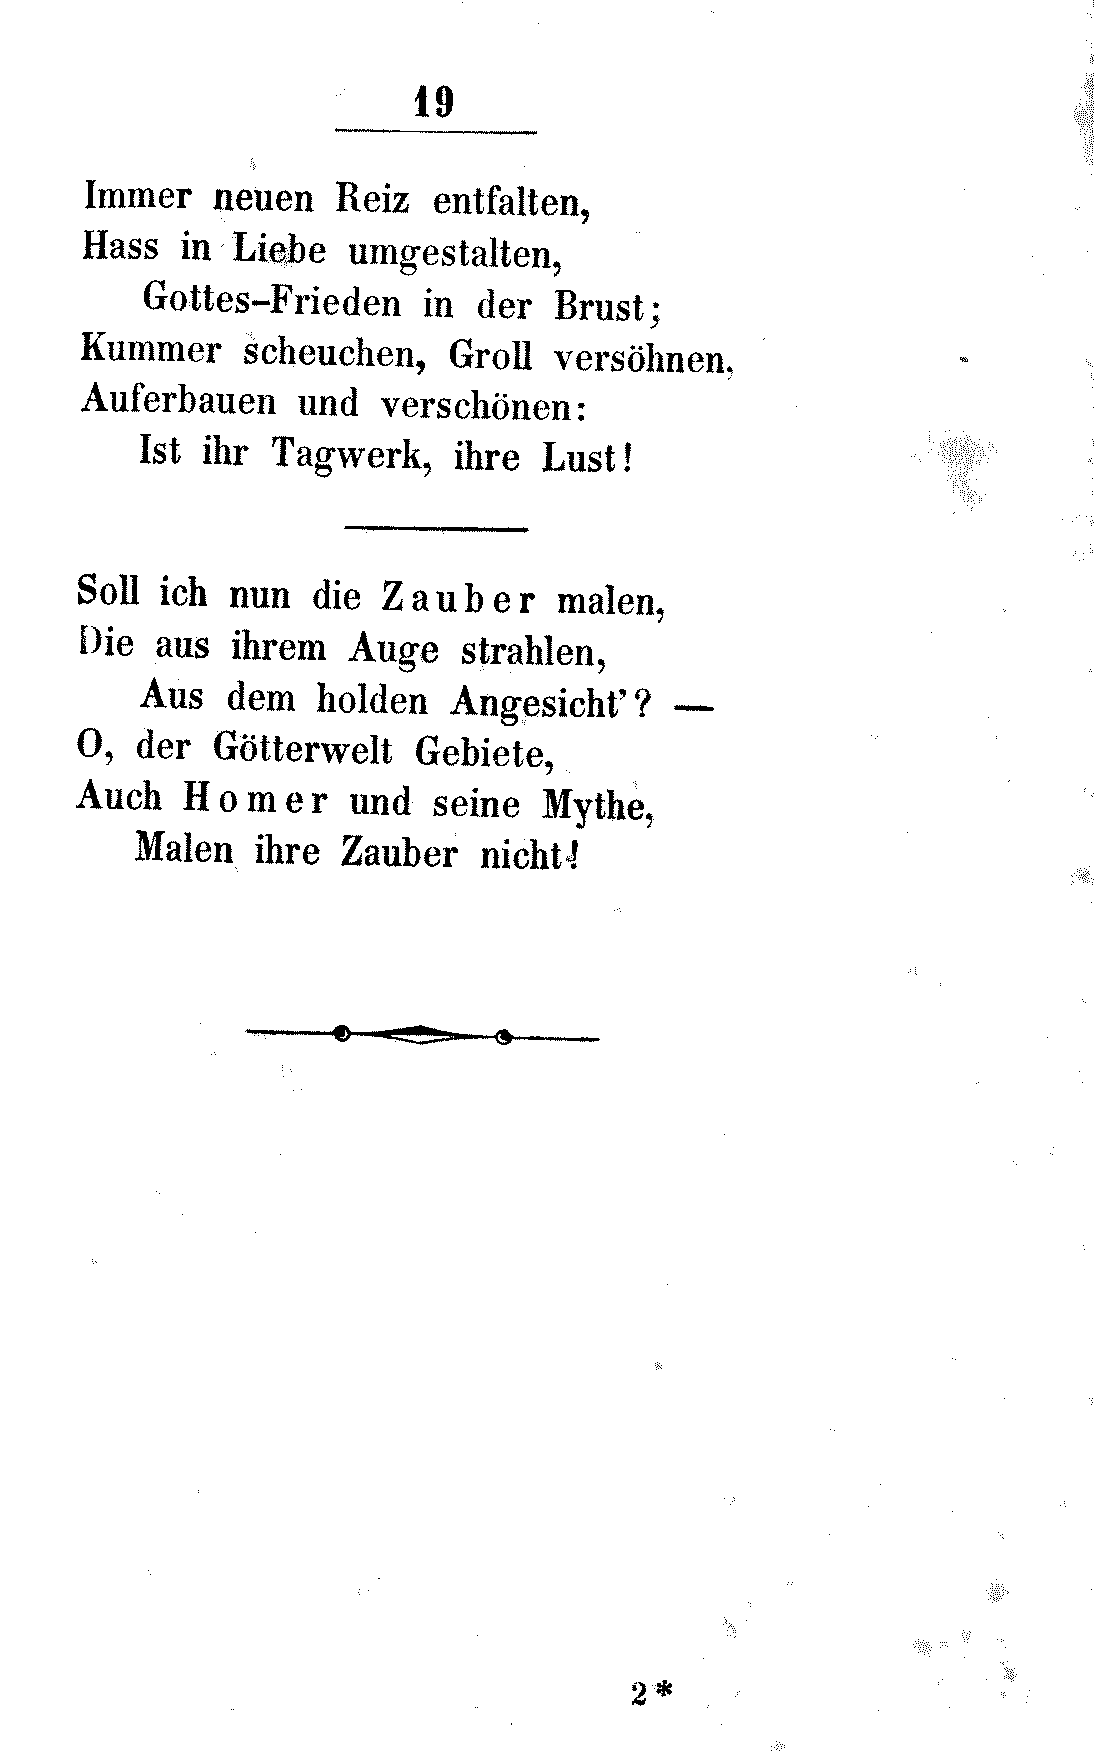 19
Immer neuen Reiz entfalten,
Hass in Liebe umgestalten,
Gottes-Frieden in der Brust;
Kummer scheuchen, Groll versöhnen,
Auferbauen und verschönen:
Ist ihr Tagwerk, ihre Lust!
Soll ich nun die Zauber malen,
Die aus ihrem Auge strahlen,
Aus dem holden Angesicht’? —
O, der Götterwelt Gebiete,
Auch Homer und seine Mythe,
Malen ihre Zauber nicht!
2*